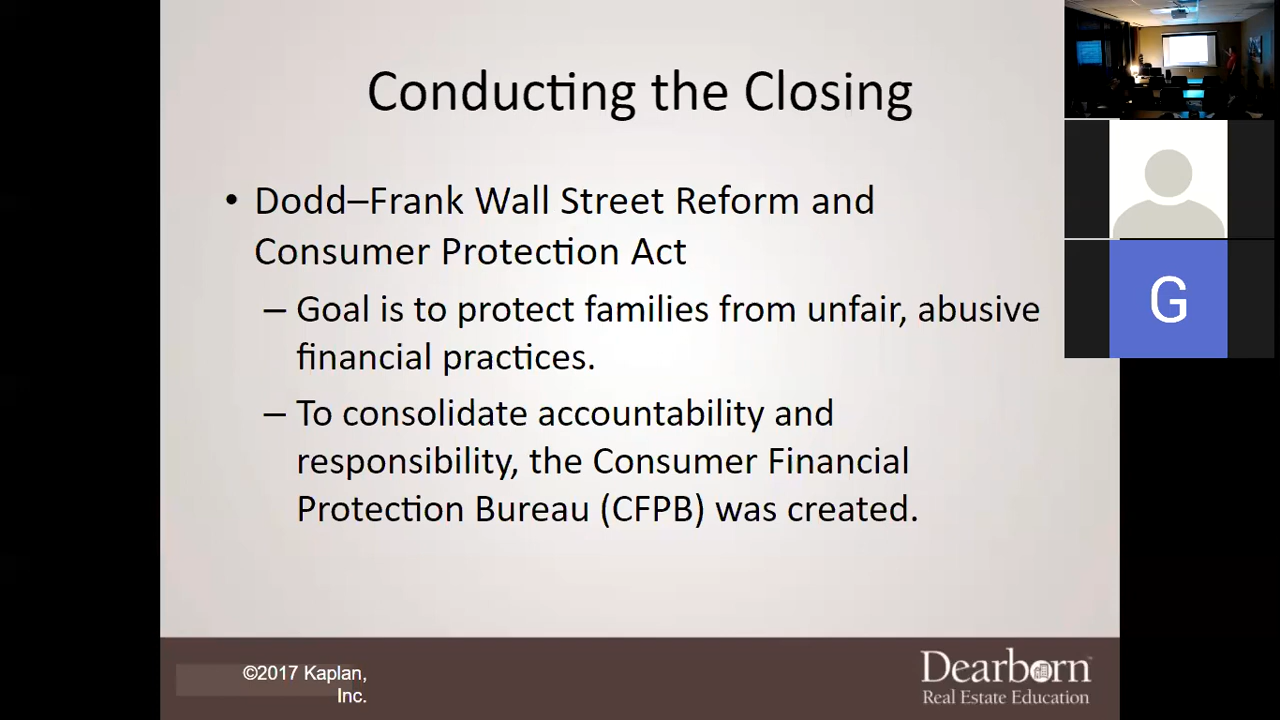 Conducting the Closing
• Dodd–Frank Wall Street Reform and
Consumer Protection Act
– Goal is to protect families from unfair, abusive
financial practices.
– To consolidate accountability and
responsibility, the Consumer Financial
Protection Bureau (CFPB) was created.
©2017 Kaplan,
Inc.
Dearborn™
Real Estate Education
G